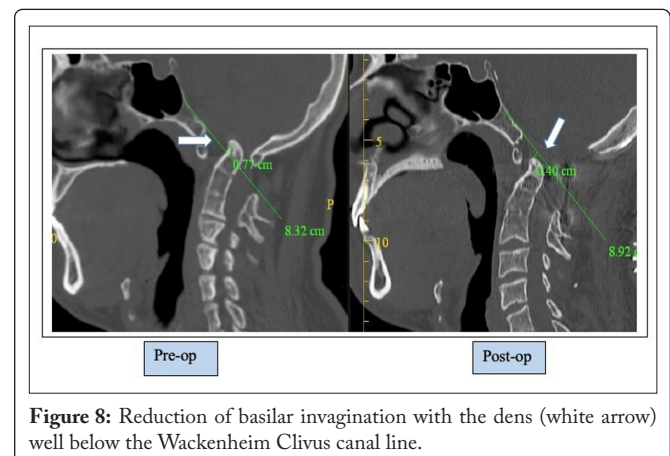 0.77 cm
P
8.32 cm
0
5
0.40 cm
10
8.92
Pre-op
Post-op
Figure 8: Reduction of basilar invagination with the dens (white arrow)
well below the Wackenheim Clivus canal line.